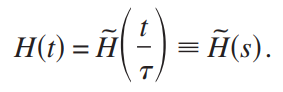 H(t) = H̃(t/τ) ≡ H̃(s).